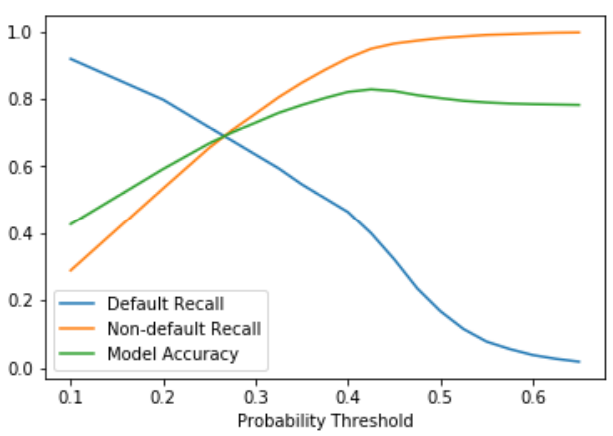 1.0
0.8
0.6
0.4
0.2
0.0
Default Recall
Non-default Recall
Model Accuracy
0.1 0.2 0.3 0.4 0.5 0.6
Probability Threshold